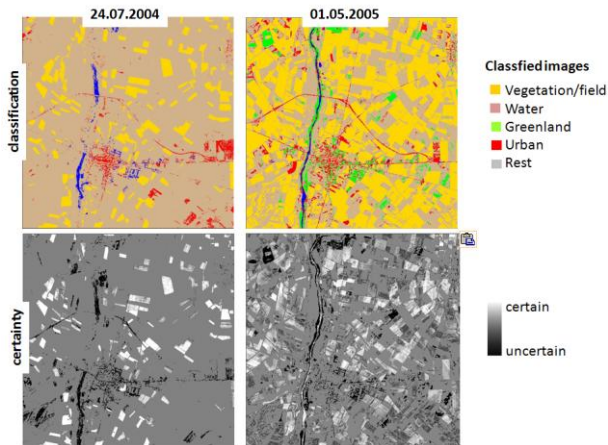 24.07.2004
01.05.2005
classification
Classfied images
Vegetation/field
Water
Greenland
Urban
Rest
certainty
certain
uncertain